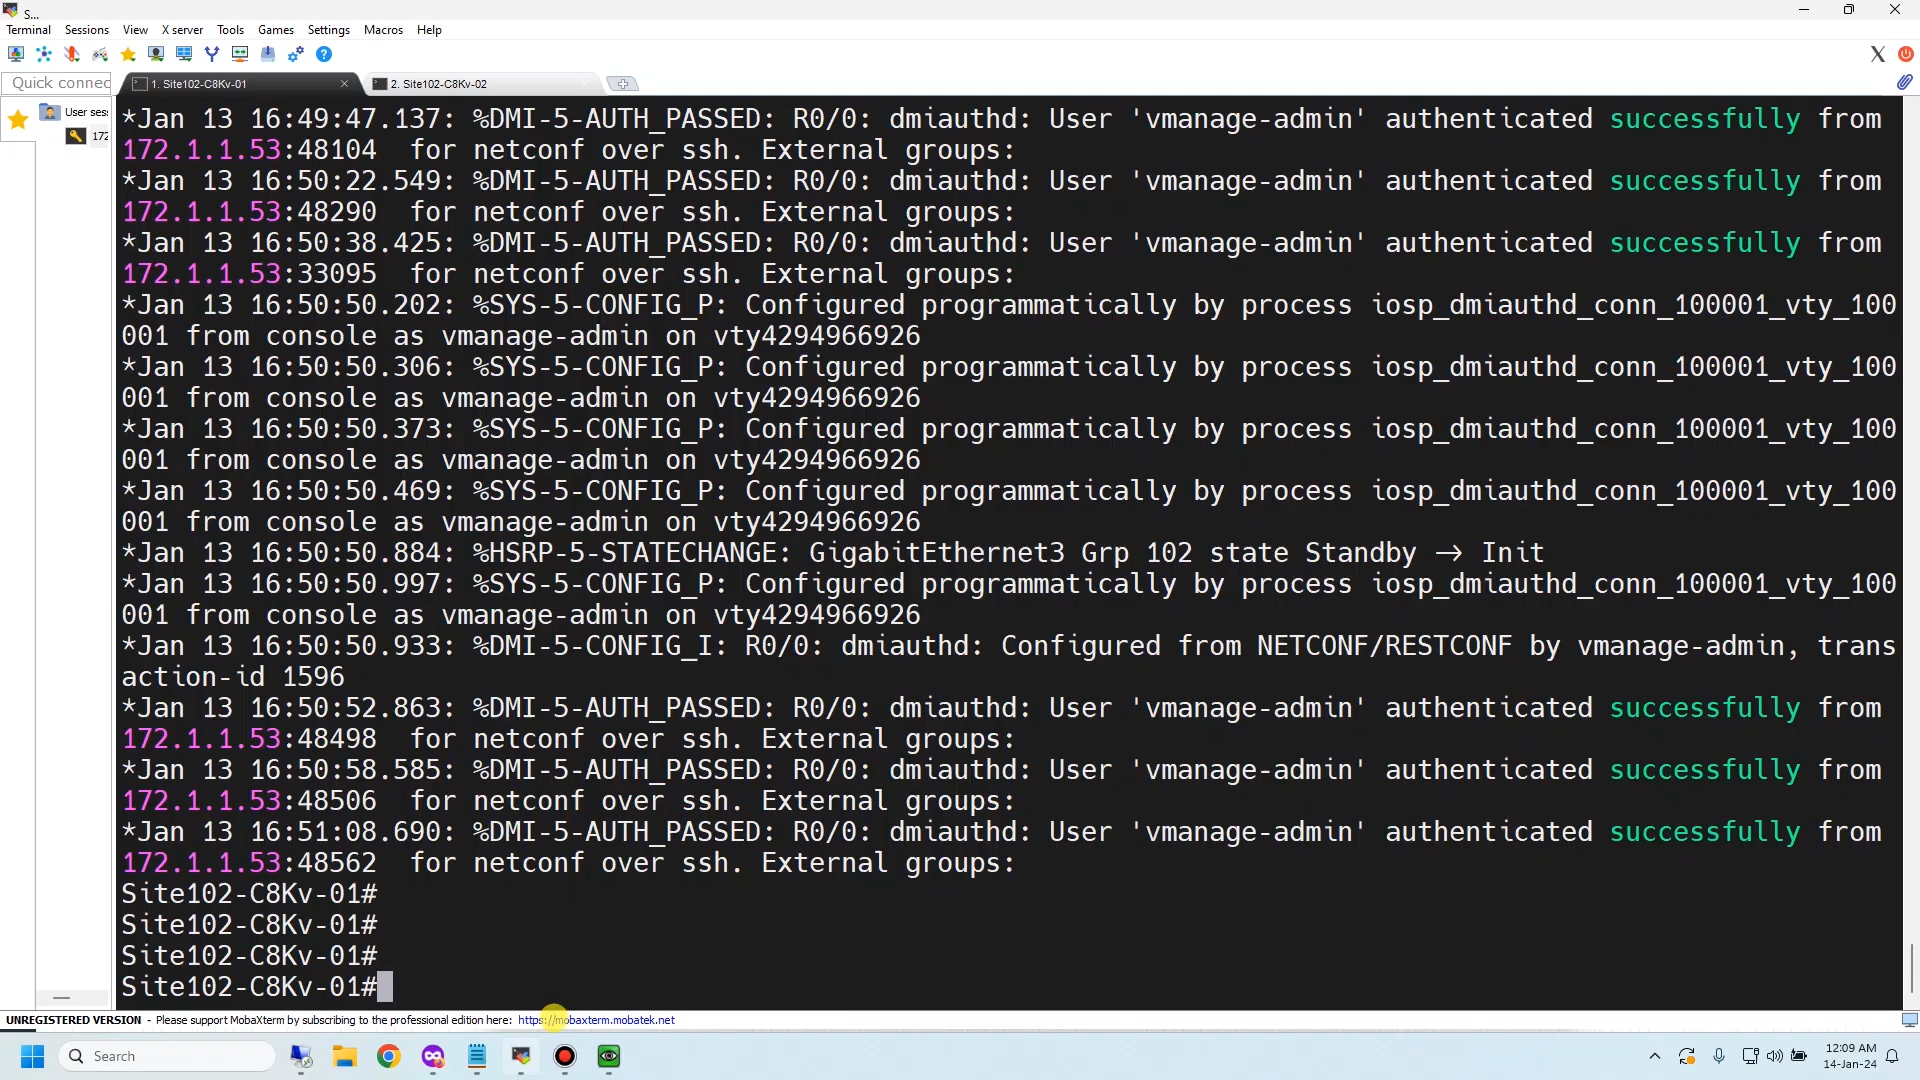 S...
Terminal Sessions View X server Tools Games Settings Macros Help
Quick connec 1. Site102-C8Kv-01 2. Site102-C8Kv-02
User ses
172
*Jan 13 16:49:47.137: %DMI-5-AUTH_PASSED: R0/0: dmiauthd: User 'vmanage-admin' authenticated successfully from
172.1.1.53:48104  for netconf over ssh. External groups:
*Jan 13 16:50:22.549: %DMI-5-AUTH_PASSED: R0/0: dmiauthd: User 'vmanage-admin' authenticated successfully from
172.1.1.53:48290  for netconf over ssh. External groups:
*Jan 13 16:50:38.425: %DMI-5-AUTH_PASSED: R0/0: dmiauthd: User 'vmanage-admin' authenticated successfully from
172.1.1.53:33095  for netconf over ssh. External groups:
*Jan 13 16:50:50.202: %SYS-5-CONFIG_P: Configured programmatically by process iosp_dmiauthd_conn_100001_vty_100
001 from console as vmanage-admin on vty4294966926
*Jan 13 16:50:50.306: %SYS-5-CONFIG_P: Configured programmatically by process iosp_dmiauthd_conn_100001_vty_100
001 from console as vmanage-admin on vty4294966926
*Jan 13 16:50:50.373: %SYS-5-CONFIG_P: Configured programmatically by process iosp_dmiauthd_conn_100001_vty_100
001 from console as vmanage-admin on vty4294966926
*Jan 13 16:50:50.469: %SYS-5-CONFIG_P: Configured programmatically by process iosp_dmiauthd_conn_100001_vty_100
001 from console as vmanage-admin on vty4294966926
*Jan 13 16:50:50.884: %HSRP-5-STATECHANGE: GigabitEthernet3 Grp 102 state Standby → Init
*Jan 13 16:50:50.997: %SYS-5-CONFIG_P: Configured programmatically by process iosp_dmiauthd_conn_100001_vty_100
001 from console as vmanage-admin on vty4294966926
*Jan 13 16:50:50.933: %DMI-5-CONFIG_I: R0/0: dmiauthd: Configured from NETCONF/RESTCONF by vmanage-admin, trans
action-id 1596
*Jan 13 16:50:52.863: %DMI-5-AUTH_PASSED: R0/0: dmiauthd: User 'vmanage-admin' authenticated successfully from
172.1.1.53:48498  for netconf over ssh. External groups:
*Jan 13 16:50:58.585: %DMI-5-AUTH_PASSED: R0/0: dmiauthd: User 'vmanage-admin' authenticated successfully from
172.1.1.53:48506  for netconf over ssh. External groups:
*Jan 13 16:51:08.690: %DMI-5-AUTH_PASSED: R0/0: dmiauthd: User 'vmanage-admin' authenticated successfully from
172.1.1.53:48562  for netconf over ssh. External groups:
Site102-C8Kv-01#
Site102-C8Kv-01#
Site102-C8Kv-01#
Site102-C8Kv-01#
UNREGISTERED VERSION - Please support MobaXterm by subscribing to the professional edition here: https://mobaxterm.mobatek.net
Search
12:09 AM
14-Jan-24